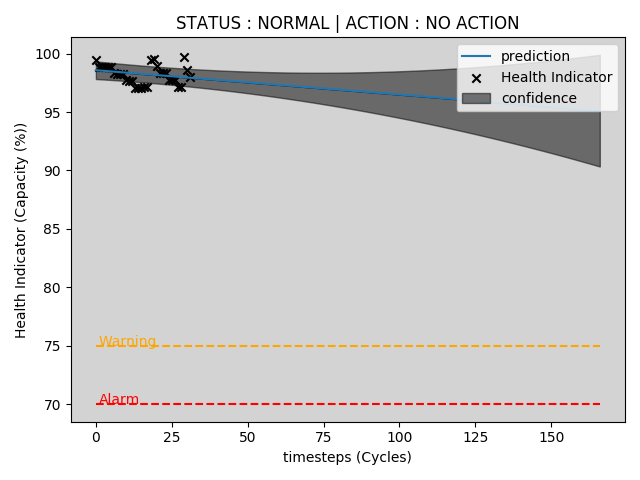 STATUS : NORMAL | ACTION : NO ACTION
prediction
Health Indicator
confidence
Health Indicator (Capacity (%))
100
95
90
85
80
75
70
Warning
Alarm
0
25
50
75
100
125
150
timesteps (Cycles)